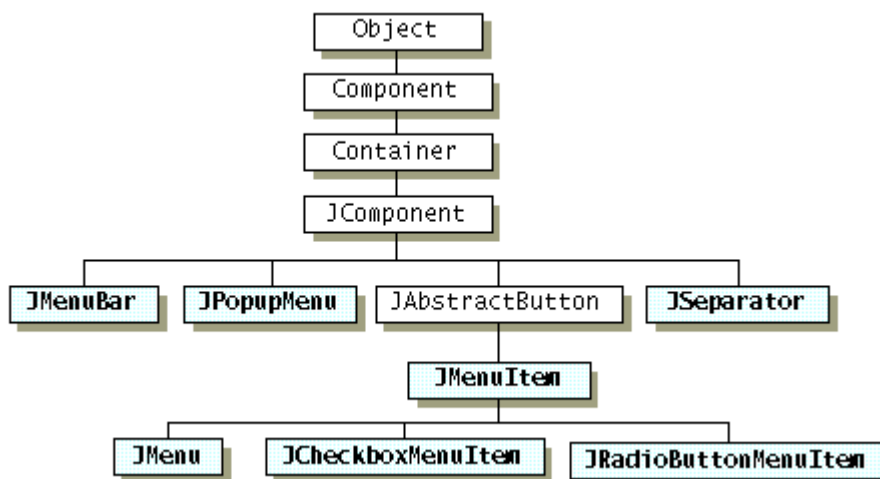 Object
Component
Container
JComponent
JMenuBar
JPopupMenu
JAbstractButton
JSeparator
JMenuItem
JMenu
JCheckboxMenuItem
JRadioButtonMenuItem